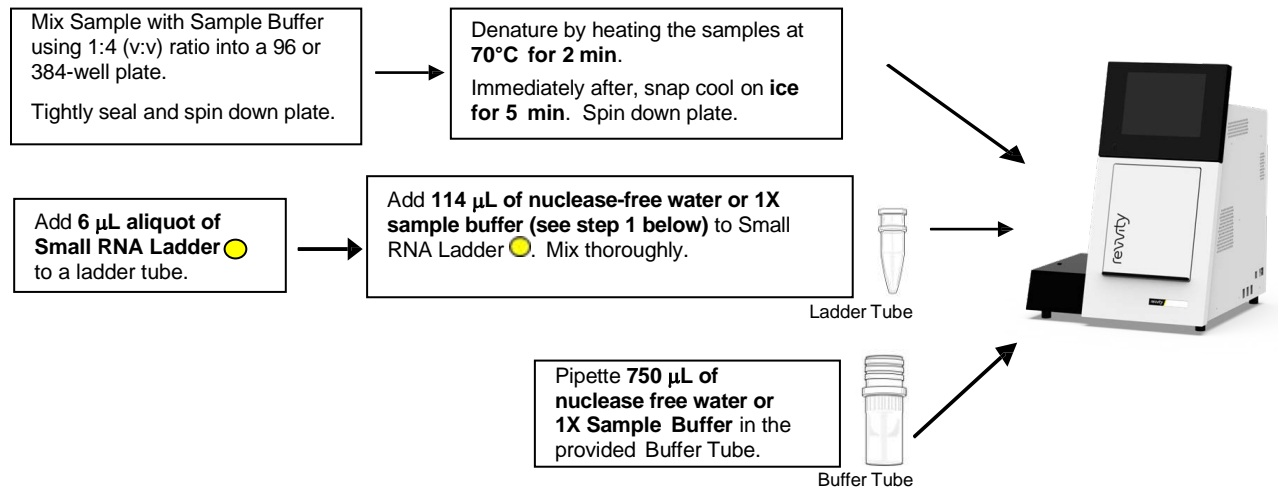 Mix Sample with Sample Buffer
using 1:4 (v:v) ratio into a 96 or
384-well plate.
Tightly seal and spin down plate.
Denature by heating the samples at
70°C for 2 min.
Immediately after, snap cool on ice
for 5 min. Spin down plate.
Add 6 µL aliquot of
Small RNA Ladder
to a ladder tube.
Add 114 µL of nuclease-free water or 1X
sample buffer (see step 1 below) to Small
RNA Ladder . Mix thoroughly.
Ladder Tube
revvity
Pipette 750 µL of
nuclease free water or
1X Sample Buffer in the
provided Buffer Tube.
Buffer Tube